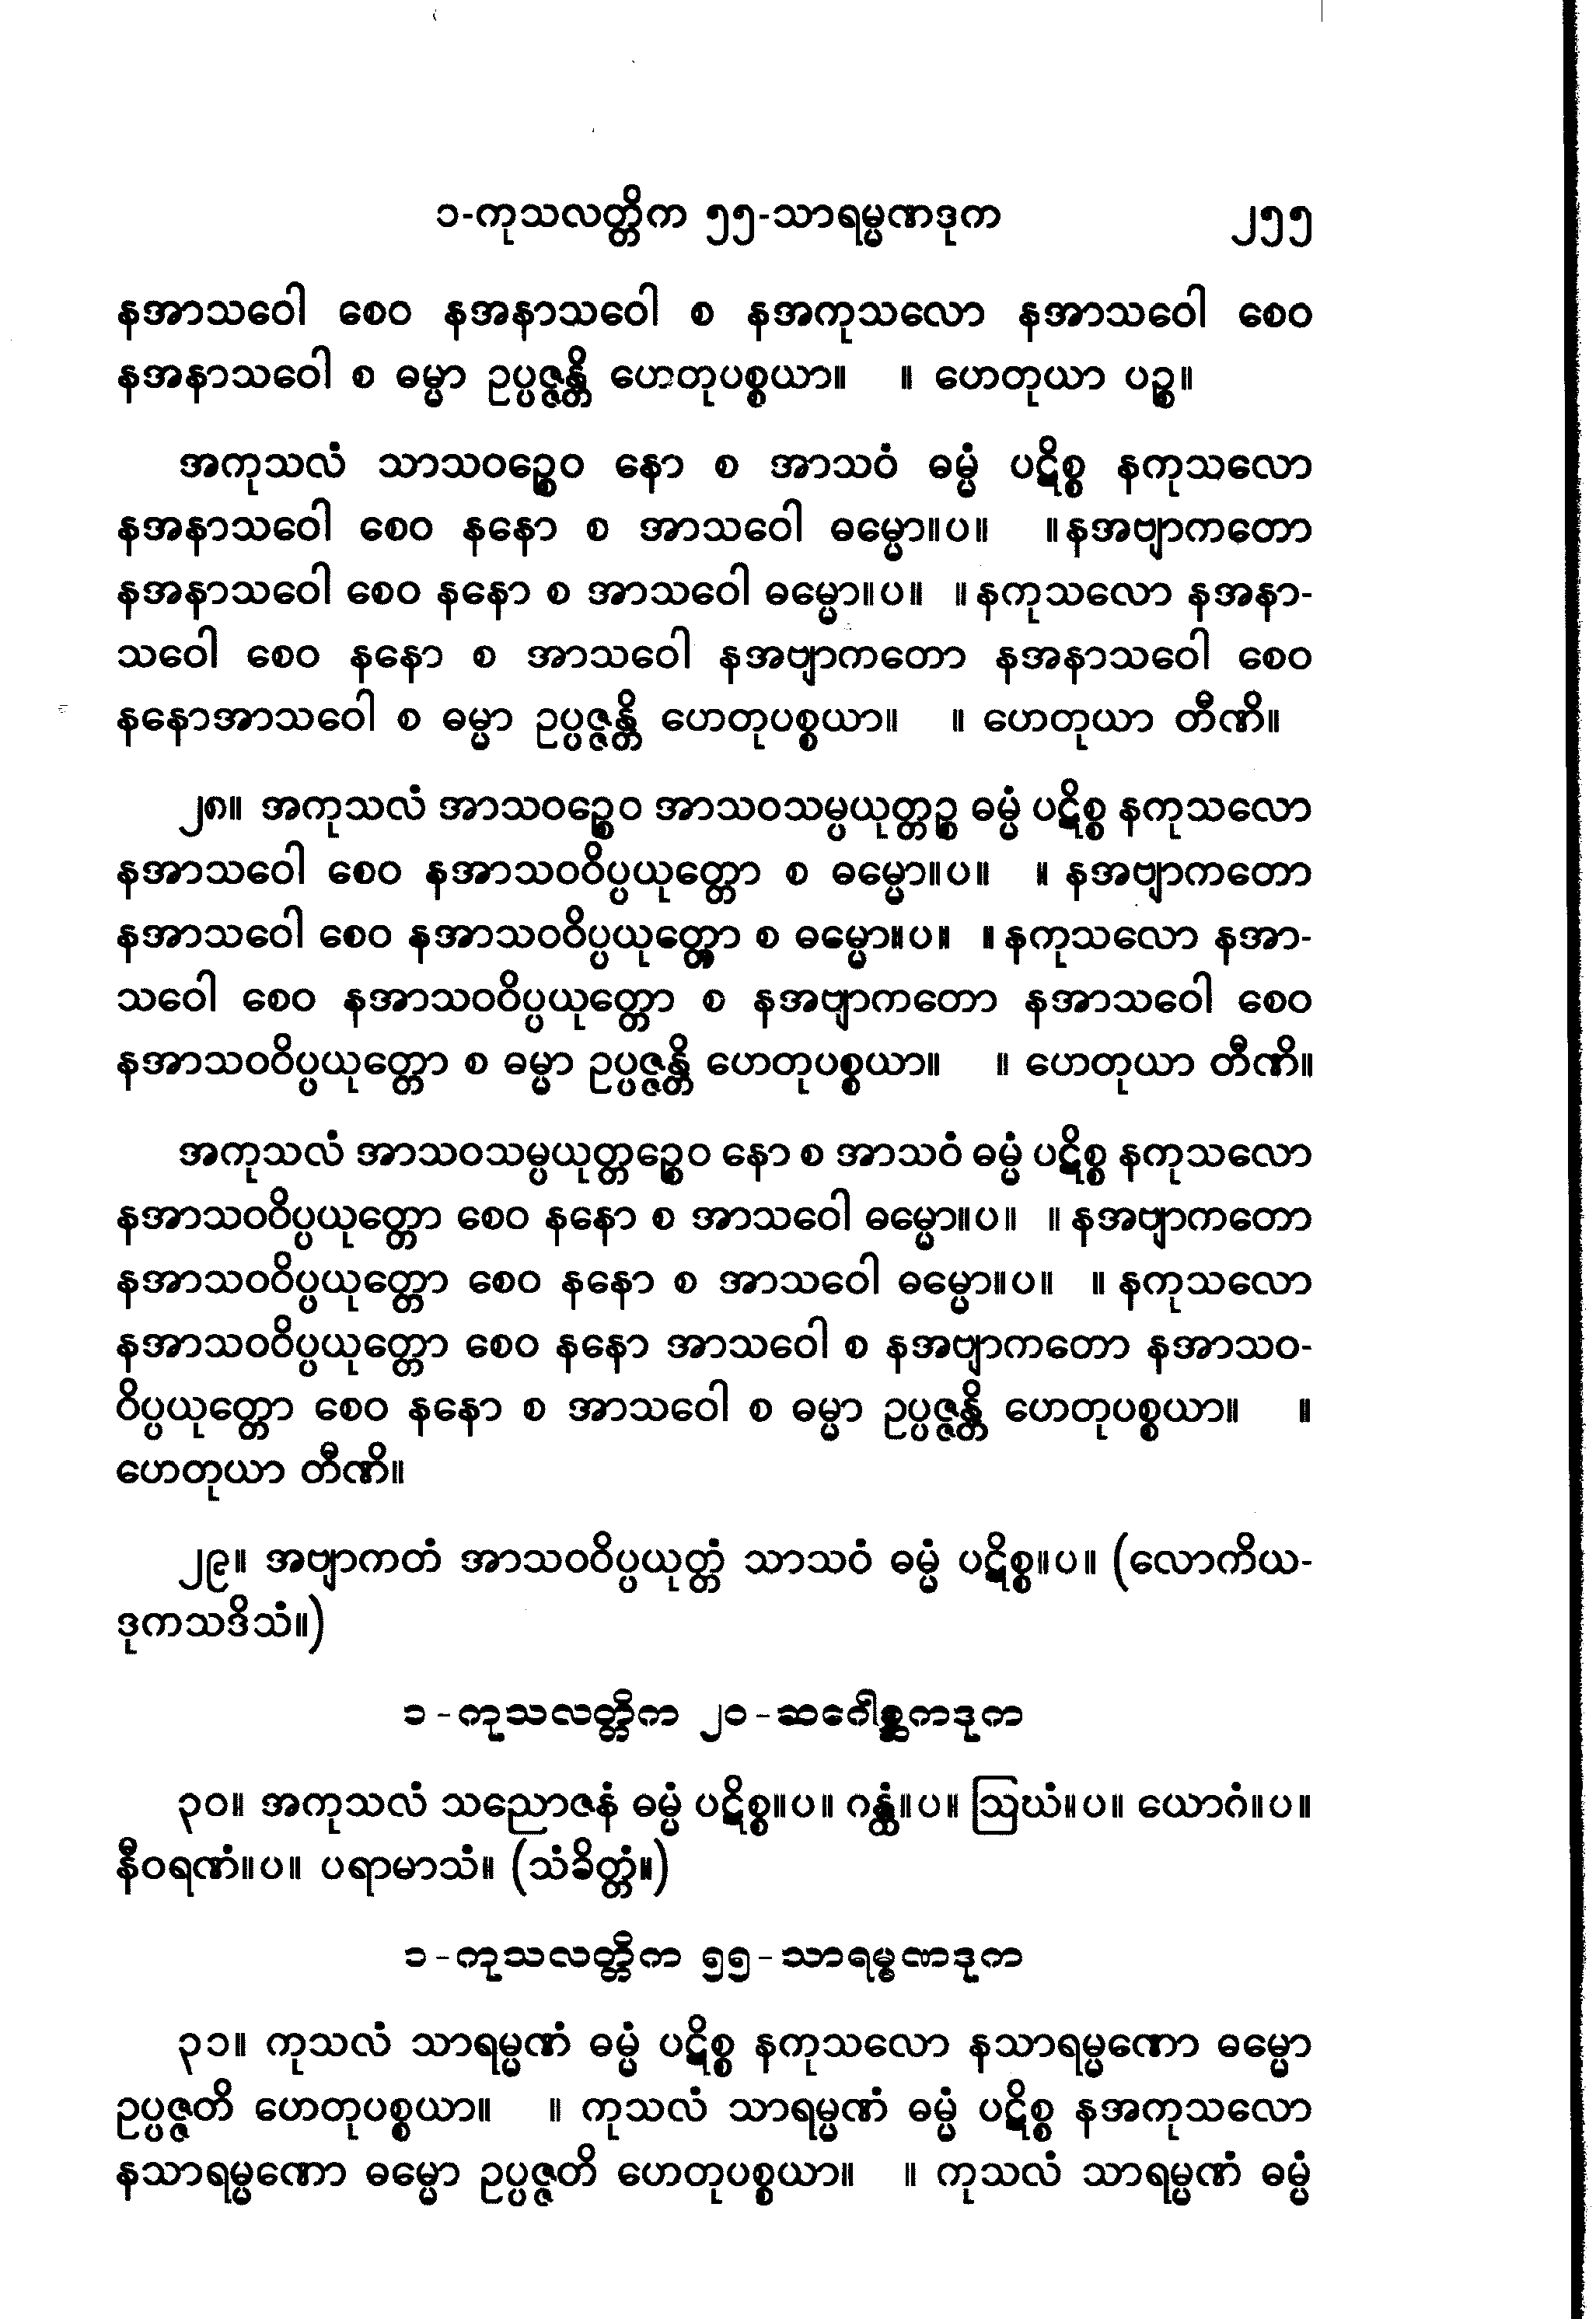 ၁-ကုသလတ္တိက ၅၅-သာရမ္မဏဒုက ၂၅၅
နအာသဝေါ စေဝ နအနာသဝေါ စ နအကုသလော နအာသဝေါ စေဝ
နအနာသဝေါ စ ဓမ္မာ ဥပ္ပဇ္ဇန္တိ ဟေတုပစ္စယာ။ ။ ဟေတုယာ ပဉ္စ။
အကုသလံ သာသဝဉ္စေဝ နော စ အာသဝံ ဓမ္မံ ပဋိစ္စ နကုသလော
နအနာသဝေါ စေဝ နနော စ အာသဝေါ ဓမ္မော။ပ။ ။နအဗျာကတော
နအနာသဝေါ စေဝ နနော စ အာသဝေါ ဓမ္မော။ပ။ ။နကုသလော နအနာ-
သဝေါ စေဝ နနော စ အာသဝေါ နအဗျာကတော နအနာသဝေါ စေဝ
နနောအာသဝေါ စ ဓမ္မာ ဥပ္ပဇ္ဇန္တိ ဟေတုပစ္စယာ။ ။ ဟေတုယာ တီဏိ။
၂၈။ အကုသလံ အာသဝဉ္စေဝ အာသဝသမ္ပယုတ္တဉ္စ ဓမ္မံ ပဋိစ္စ နကုသလော
နအာသဝေါ စေဝ နအာသဝဝိပ္ပယုတ္တော စ ဓမ္မော။ပ။ ။ နအဗျာကတော
နအာသဝေါ စေဝ နအာသဝဝိပ္ပယုတ္တော စ ဓမ္မော။ပ။ ။နကုသလော နအာ-
သဝေါ စေဝ နအာသဝဝိပ္ပယုတ္တော စ နအဗျာကတော နအာသဝေါ စေဝ
နအာသဝဝိပ္ပယုတ္တော စ ဓမ္မာ ဥပ္ပဇ္ဇန္တိ ဟေတုပစ္စယာ။ ။ ဟေတုယာ တီဏိ။
အကုသလံ အာသဝသမ္ပယုတ္တဉ္စေဝ နော စ အာသဝံ ဓမ္မံ ပဋိစ္စ နကုသလော
နအာသဝဝိပ္ပယုတ္တော စေဝ နနော စ အာသဝေါ ဓမ္မော။ပ။ ။ နအဗျာကတော
နအာသဝဝိပ္ပယုတ္တော စေဝ နနော စ အာသဝေါ ဓမ္မော။ပ။ ။ နကုသလော
နအာသဝဝိပ္ပယုတ္တော စေဝ နနော အာသဝေါ စ နအဗျာကတော နအာသဝ-
ဝိပ္ပယုတ္တော စေဝ နနော စ အာသဝေါ စ ဓမ္မာ ဥပ္ပဇ္ဇန္တိ ဟေတုပစ္စယာ။ ။
ဟေတုယာ တီဏိ။
၂၉။ အဗျာကတံ အာသဝဝိပ္ပယုတ္တံ သာသဝံ ဓမ္မံ ပဋိစ္စ။ပ။ (လောကိယ-
ဒုကသဒိသံ။)
၁-ကုသလတ္တိက ၂၀-ဆဂေါစ္ဆကဒုက
၃၀။ အကုသလံ သညောဇနံ ဓမ္မံ ပဋိစ္စ။ပ။ ဂန္ထံ။ပ။ ဩဃံ။ပ။ ယောဂံ။ပ။
နီဝရဏံ။ပ။ ပရာမာသံ။ (သံခိတ္တံ။)
၁-ကုသလတ္တိက ၅၅-သာရမ္မဏဒုက
၃၁။ ကုသလံ သာရမ္မဏံ ဓမ္မံ ပဋိစ္စ နကုသလော နသာရမ္မဏော ဓမ္မော
ဥပ္ပဇ္ဇတိ ဟေတုပစ္စယာ။ ။ ကုသလံ သာရမ္မဏံ ဓမ္မံ ပဋိစ္စ နအကုသလော
နသာရမ္မဏော ဓမ္မော ဥပ္ပဇ္ဇတိ ဟေတုပစ္စယာ။ ။ ကုသလံ သာရမ္မဏံ ဓမ္မံ